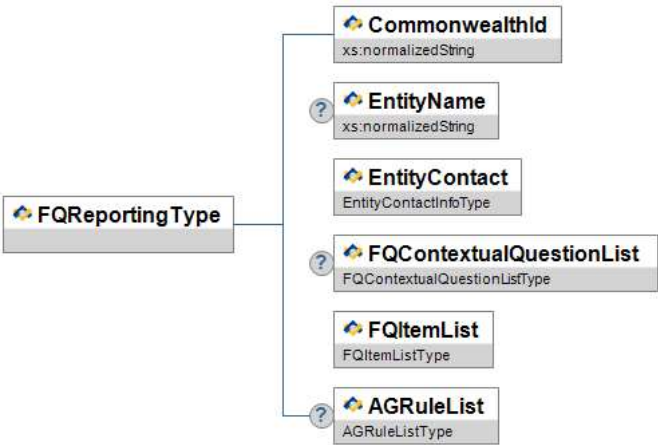 CommonwealthId
xs:normalizedString
?
EntityName
xs:normalizedString
EntityContact
EntityContactInfoType
FQReportingType
?
FQContextualQuestionList
FQContextualQuestionListType
FQItemList
FQItemListType
?
AGRuleList
AGRuleListType